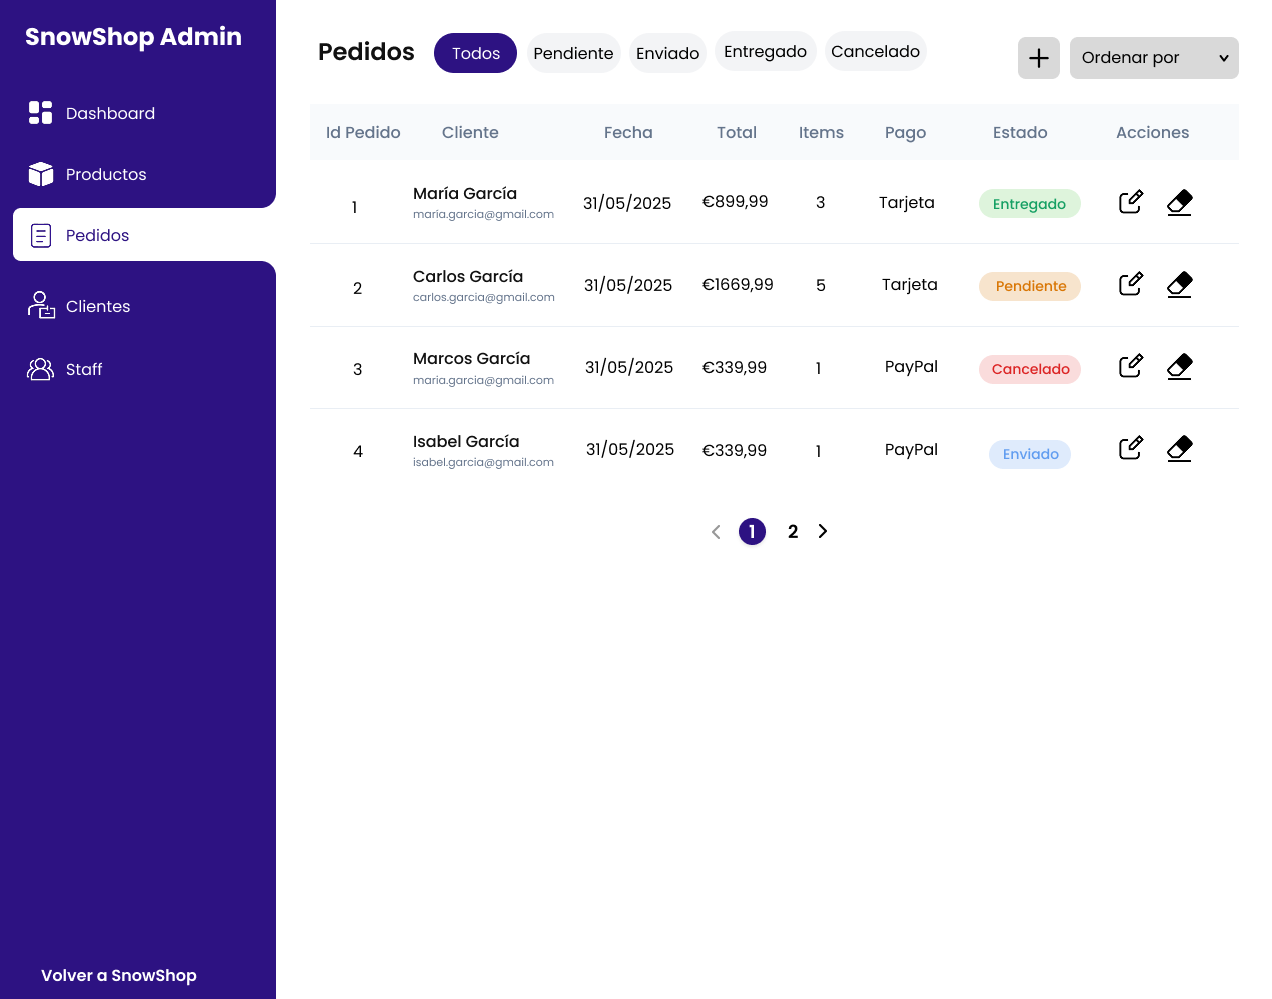 SnowShop Admin
Dashboard
Productos
Pedidos
Clientes
Staff
Volver a SnowShop
Pedidos
Todos
Pendiente
Enviado
Entregado
Cancelado
Ordenar por
Id Pedido Cliente Fecha Total Items Pago Estado Acciones
1 María García 31/05/2025 €899,99 3 Tarjeta Entregado
maria.garcia@gmail.com
2 Carlos García 31/05/2025 €1669,99 5 Tarjeta Pendiente
carlos.garcia@gmail.com
3 Marcos García 31/05/2025 €339,99 1 PayPal Cancelado
maria.garcia@gmail.com
4 Isabel García 31/05/2025 €339,99 1 PayPal Enviado
isabel.garcia@gmail.com
1 2